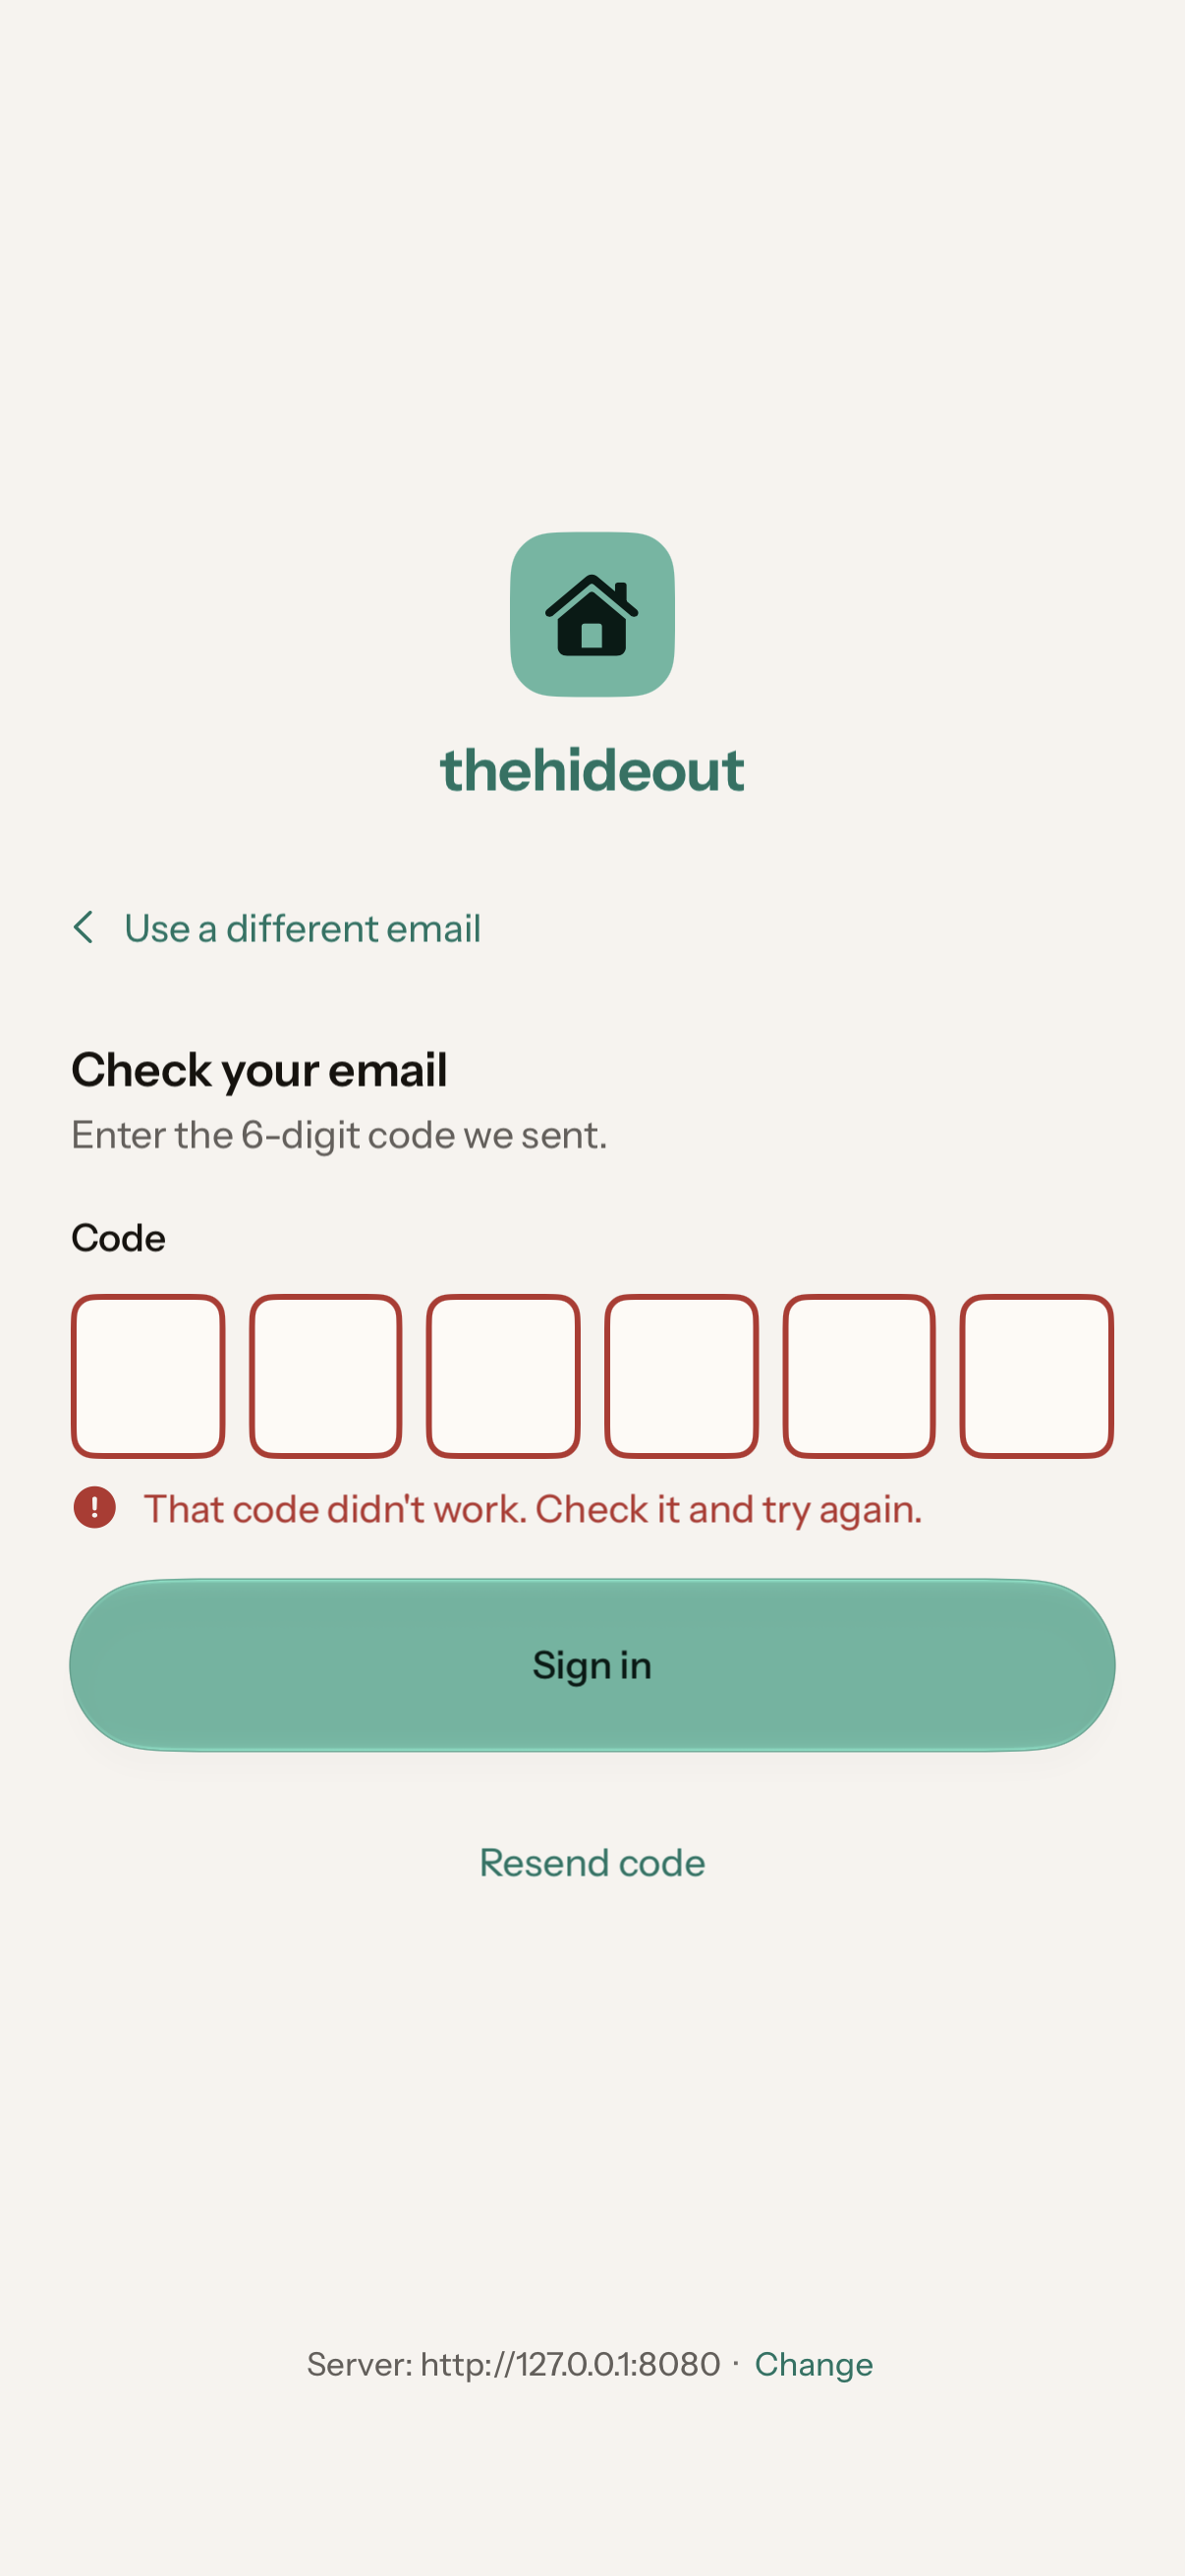 thehideout
Use a different email
Check your email
Enter the 6-digit code we sent.
Code
That code didn't work. Check it and try again.
Sign in
Resend code
Server: http://127.0.0.1:8080 · Change